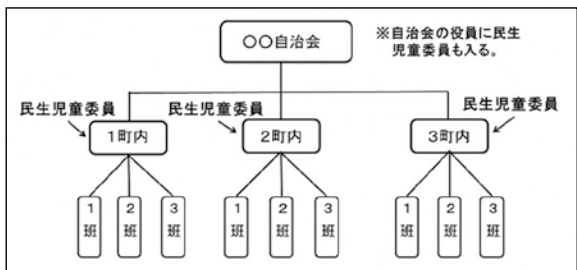 〇〇自治会
※自治会の役員に民生
児童委員も入る。
民生児童委員
民生児童委員
民生児童委員
1町内
2町内
3町内
1班
2班
3班
1班
2班
3班
1班
2班
3班